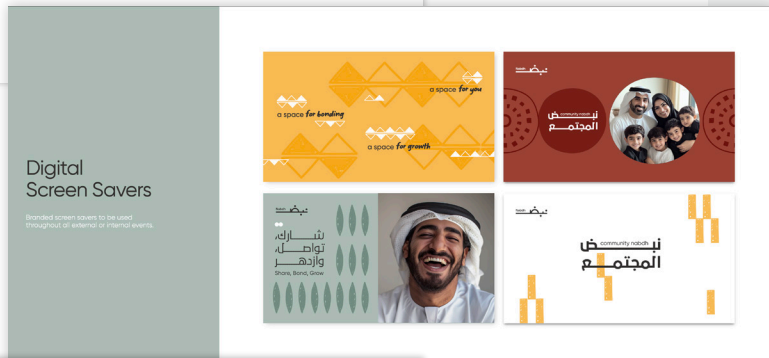 Digital
Screen Savers
Branded screen savers to be used
throughout all external or internal events.
a space for you
a space for bonding
a space for growth
نبض
community nabdh
نبض
المجتمع
نبض
شارك،
تواصل،
وازدهر
Share, Bond, Grow
نبض
community nabdh
نبض
المجتمع